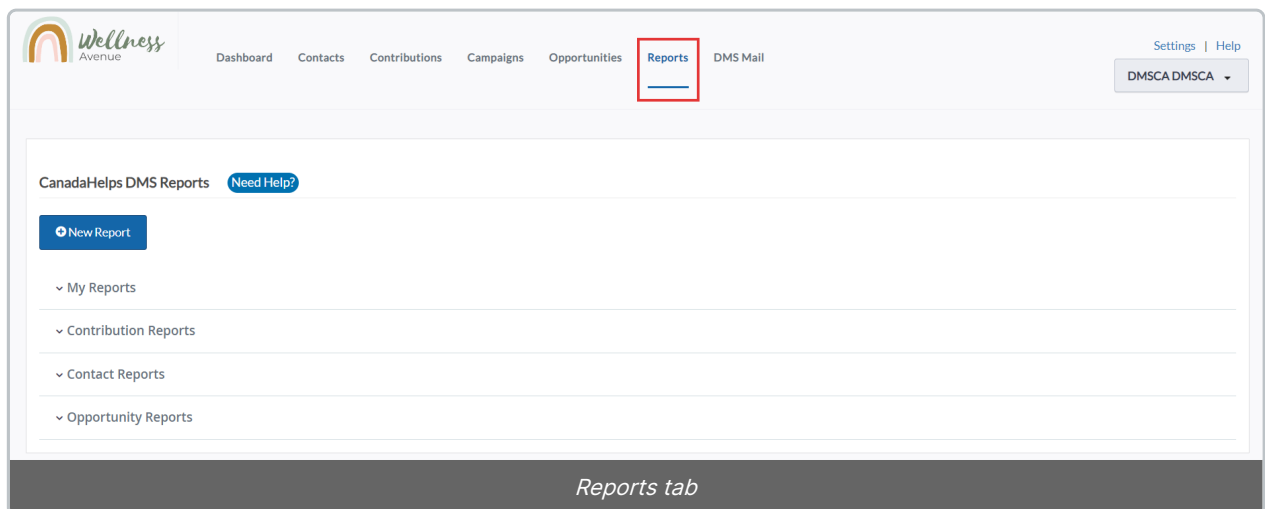 Wellness
Avenue
Dashboard Contacts Contributions Campaigns Opportunities Reports DMS Mail
Settings | Help
DMSCA DMSCA
CanadaHelps DMS Reports Need Help?
New Report
My Reports
Contribution Reports
Contact Reports
Opportunity Reports
Reports tab